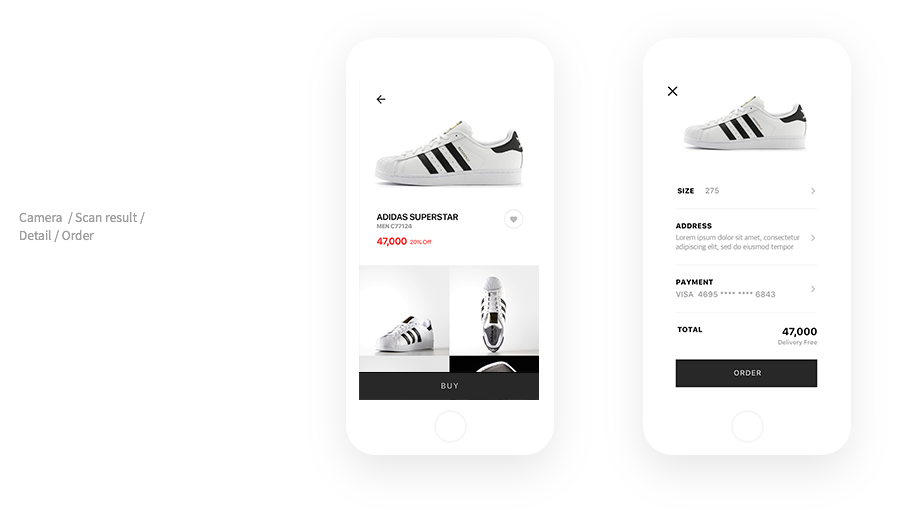 Camera / Scan result /
Detail / Order
ADIDAS SUPERSTAR
MEN C77124
47,000 20% Off
BUY
SIZE 275
ADDRESS
Lorem ipsum dolor sit amet, consectetur
adipiscing elit, sed do eiusmod tempor
PAYMENT
VISA 4695 **** **** 6843
TOTAL 47,000
Delivery Free
ORDER